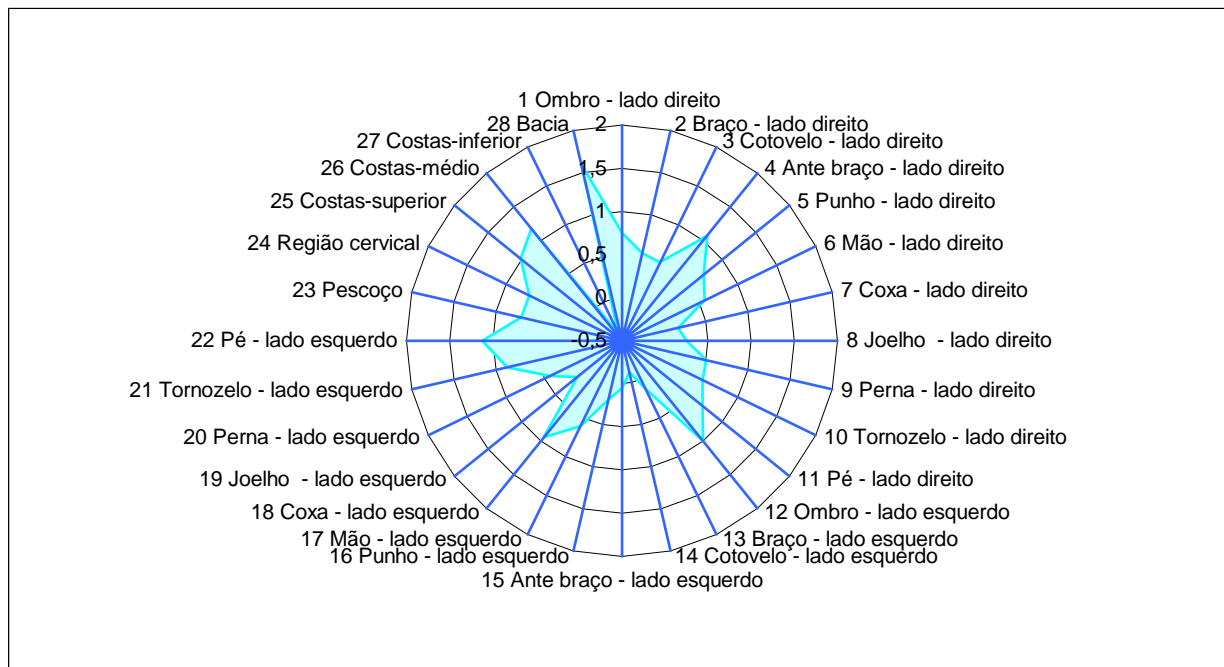 1 Ombro - lado direito
2 Braço - lado direito
3 Cotovelo - lado direito
4 Ante braço - lado direito
5 Punho - lado direito
6 Mão - lado direito
7 Coxa - lado direito
8 Joelho  - lado direito
9 Perna - lado direito
10 Tornozelo - lado direito
11 Pé - lado direito
12 Ombro - lado esquerdo
13 Braço - lado esquerdo
14 Cotovelo - lado esquerdo
15 Ante braço - lado esquerdo
16 Punho - lado esquerdo
17 Mão - lado esquerdo
18 Coxa - lado esquerdo
19 Joelho  - lado esquerdo
20 Perna - lado esquerdo
21 Tornozelo - lado esquerdo
22 Pé - lado esquerdo
23 Pescoço
24 Região cervical
25 Costas-superior
26 Costas-médio
27 Costas-inferior
28 Bacia
2
1,5
1
0,5
0
-0,5